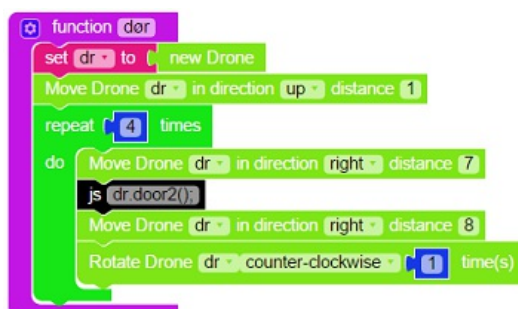 function dør
set dr to new Drone
Move Drone dr in direction up distance 1
repeat 4 times
do Move Drone dr in direction right distance 7
js dr.door2();
Move Drone dr in direction right distance 8
Rotate Drone dr counter-clockwise 1 time(s)